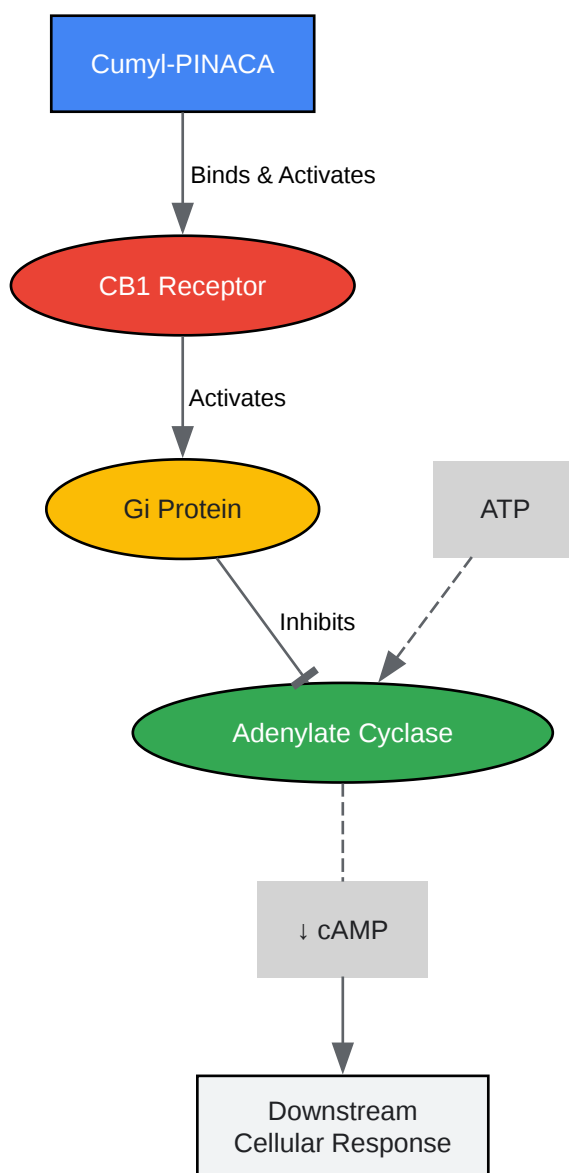 Cumyl-PINACA
Binds & Activates
CB1 Receptor
Activates
Gi Protein
ATP
Inhibits
Adenylate Cyclase
↓ cAMP
Downstream
Cellular Response